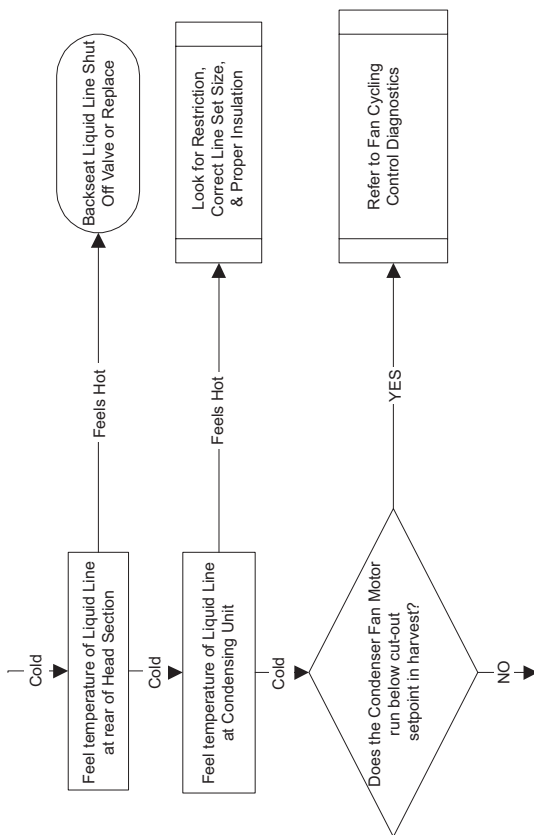 Cold
Feel temperature of Liquid Line
at rear of Head Section
Feels Hot
Backseat Liquid Line Shut
Off Valve or Replace
Cold
Feel temperature of Liquid Line
at Condensing Unit
Feels Hot
Look for Restriction,
Correct Line Set Size,
& Proper Insulation
Cold
Does the Condenser Fan Motor
run below cut-out
setpoint in harvest?
YES
Refer to Fan Cycling
Control Diagnostics
NO